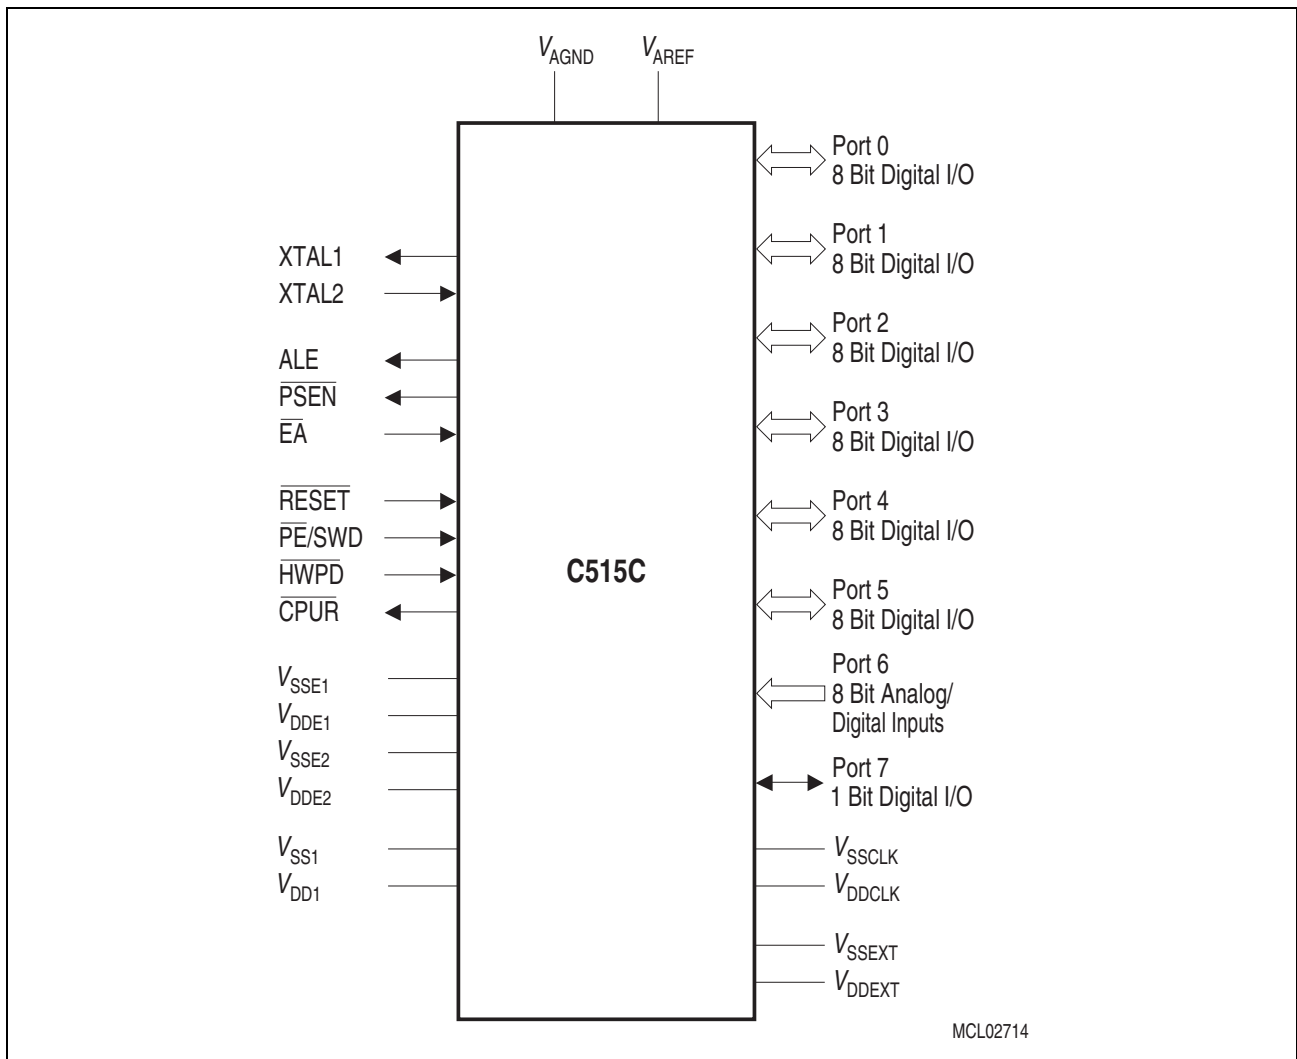 VAGND VAREF
Port 0
8 Bit Digital I/O
Port 1
8 Bit Digital I/O
XTAL1
XTAL2
Port 2
8 Bit Digital I/O
ALE
PSEN
EA
Port 3
8 Bit Digital I/O
RESET
PE/SWD
HWPD
CPUR
Port 4
8 Bit Digital I/O
C515C
Port 5
8 Bit Digital I/O
Port 6
8 Bit Analog/
Digital Inputs
VSSE1
VDDE1
VSSE2
VDDE2
Port 7
1 Bit Digital I/O
VSS1
VDD1
VSSCLK
VDDCLK
VSSEXT
VDDEXT
MCL02714